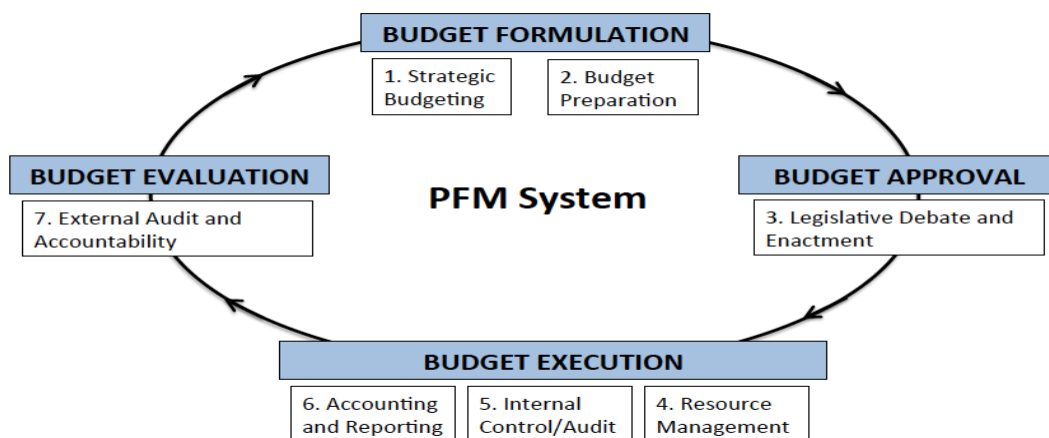 BUDGET FORMULATION
1. Strategic
Budgeting
2. Budget
Preparation
BUDGET EVALUATION
7. External Audit and
Accountability
PFM System
BUDGET APPROVAL
3. Legislative Debate and
Enactment
BUDGET EXECUTION
6. Accounting
and Reporting
5. Internal
Control/Audit
4. Resource
Management